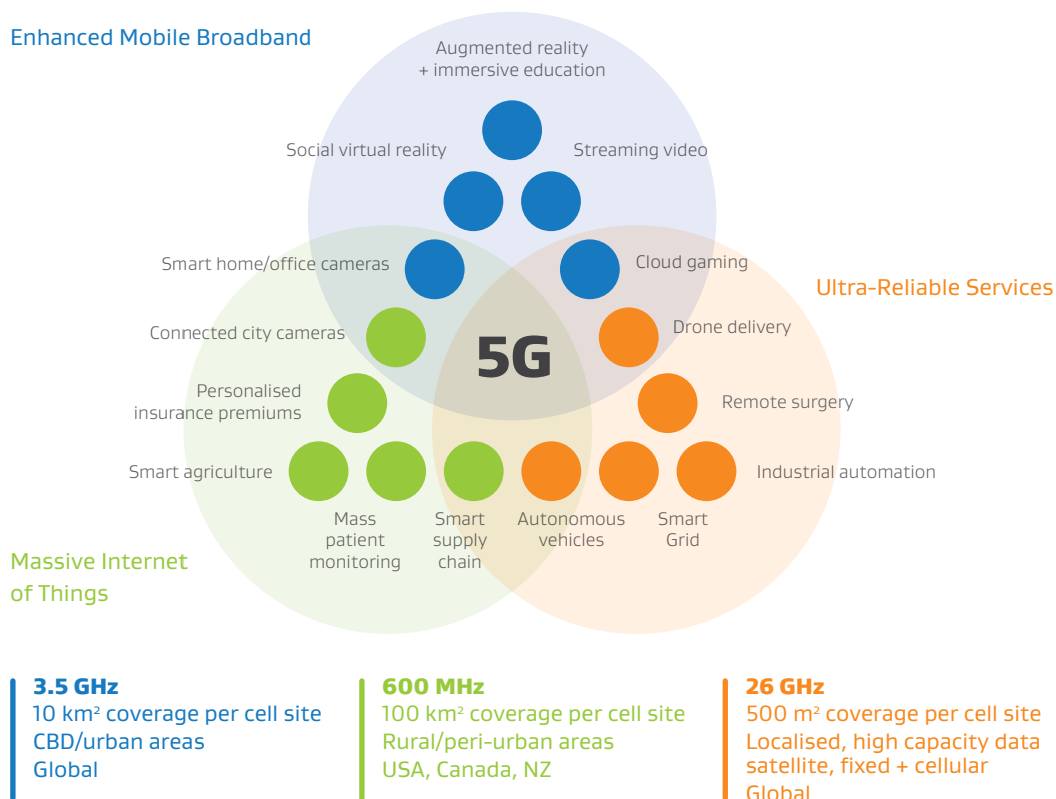 Enhanced Mobile Broadband
Augmented reality
+ immersive education
Social virtual reality
Streaming video
Smart home/office cameras
Cloud gaming
Ultra-Reliable Services
Connected city cameras
5G
Drone delivery
Personalised
insurance premiums
Remote surgery
Smart agriculture
Industrial automation
Mass
patient
monitoring
Smart
supply
chain
Autonomous
vehicles
Smart
Grid
Massive Internet
of Things
3.5 GHz
10 km² coverage per cell site
CBD/urban areas
Global
600 MHz
100 km² coverage per cell site
Rural/peri-urban areas
USA, Canada, NZ
26 GHz
500 m² coverage per cell site
Localised, high capacity data
satellite, fixed + cellular
Global